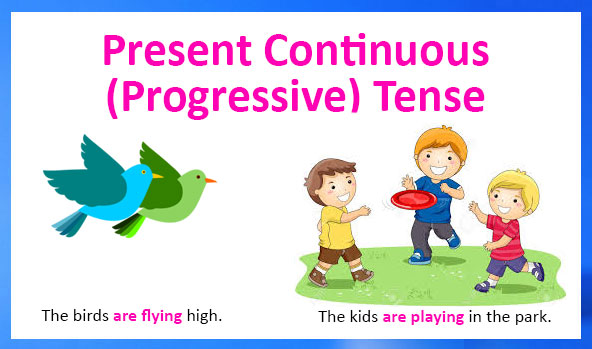 Present Continuous
(Progressive) Tense
The birds are flying high.
The kids are playing in the park.